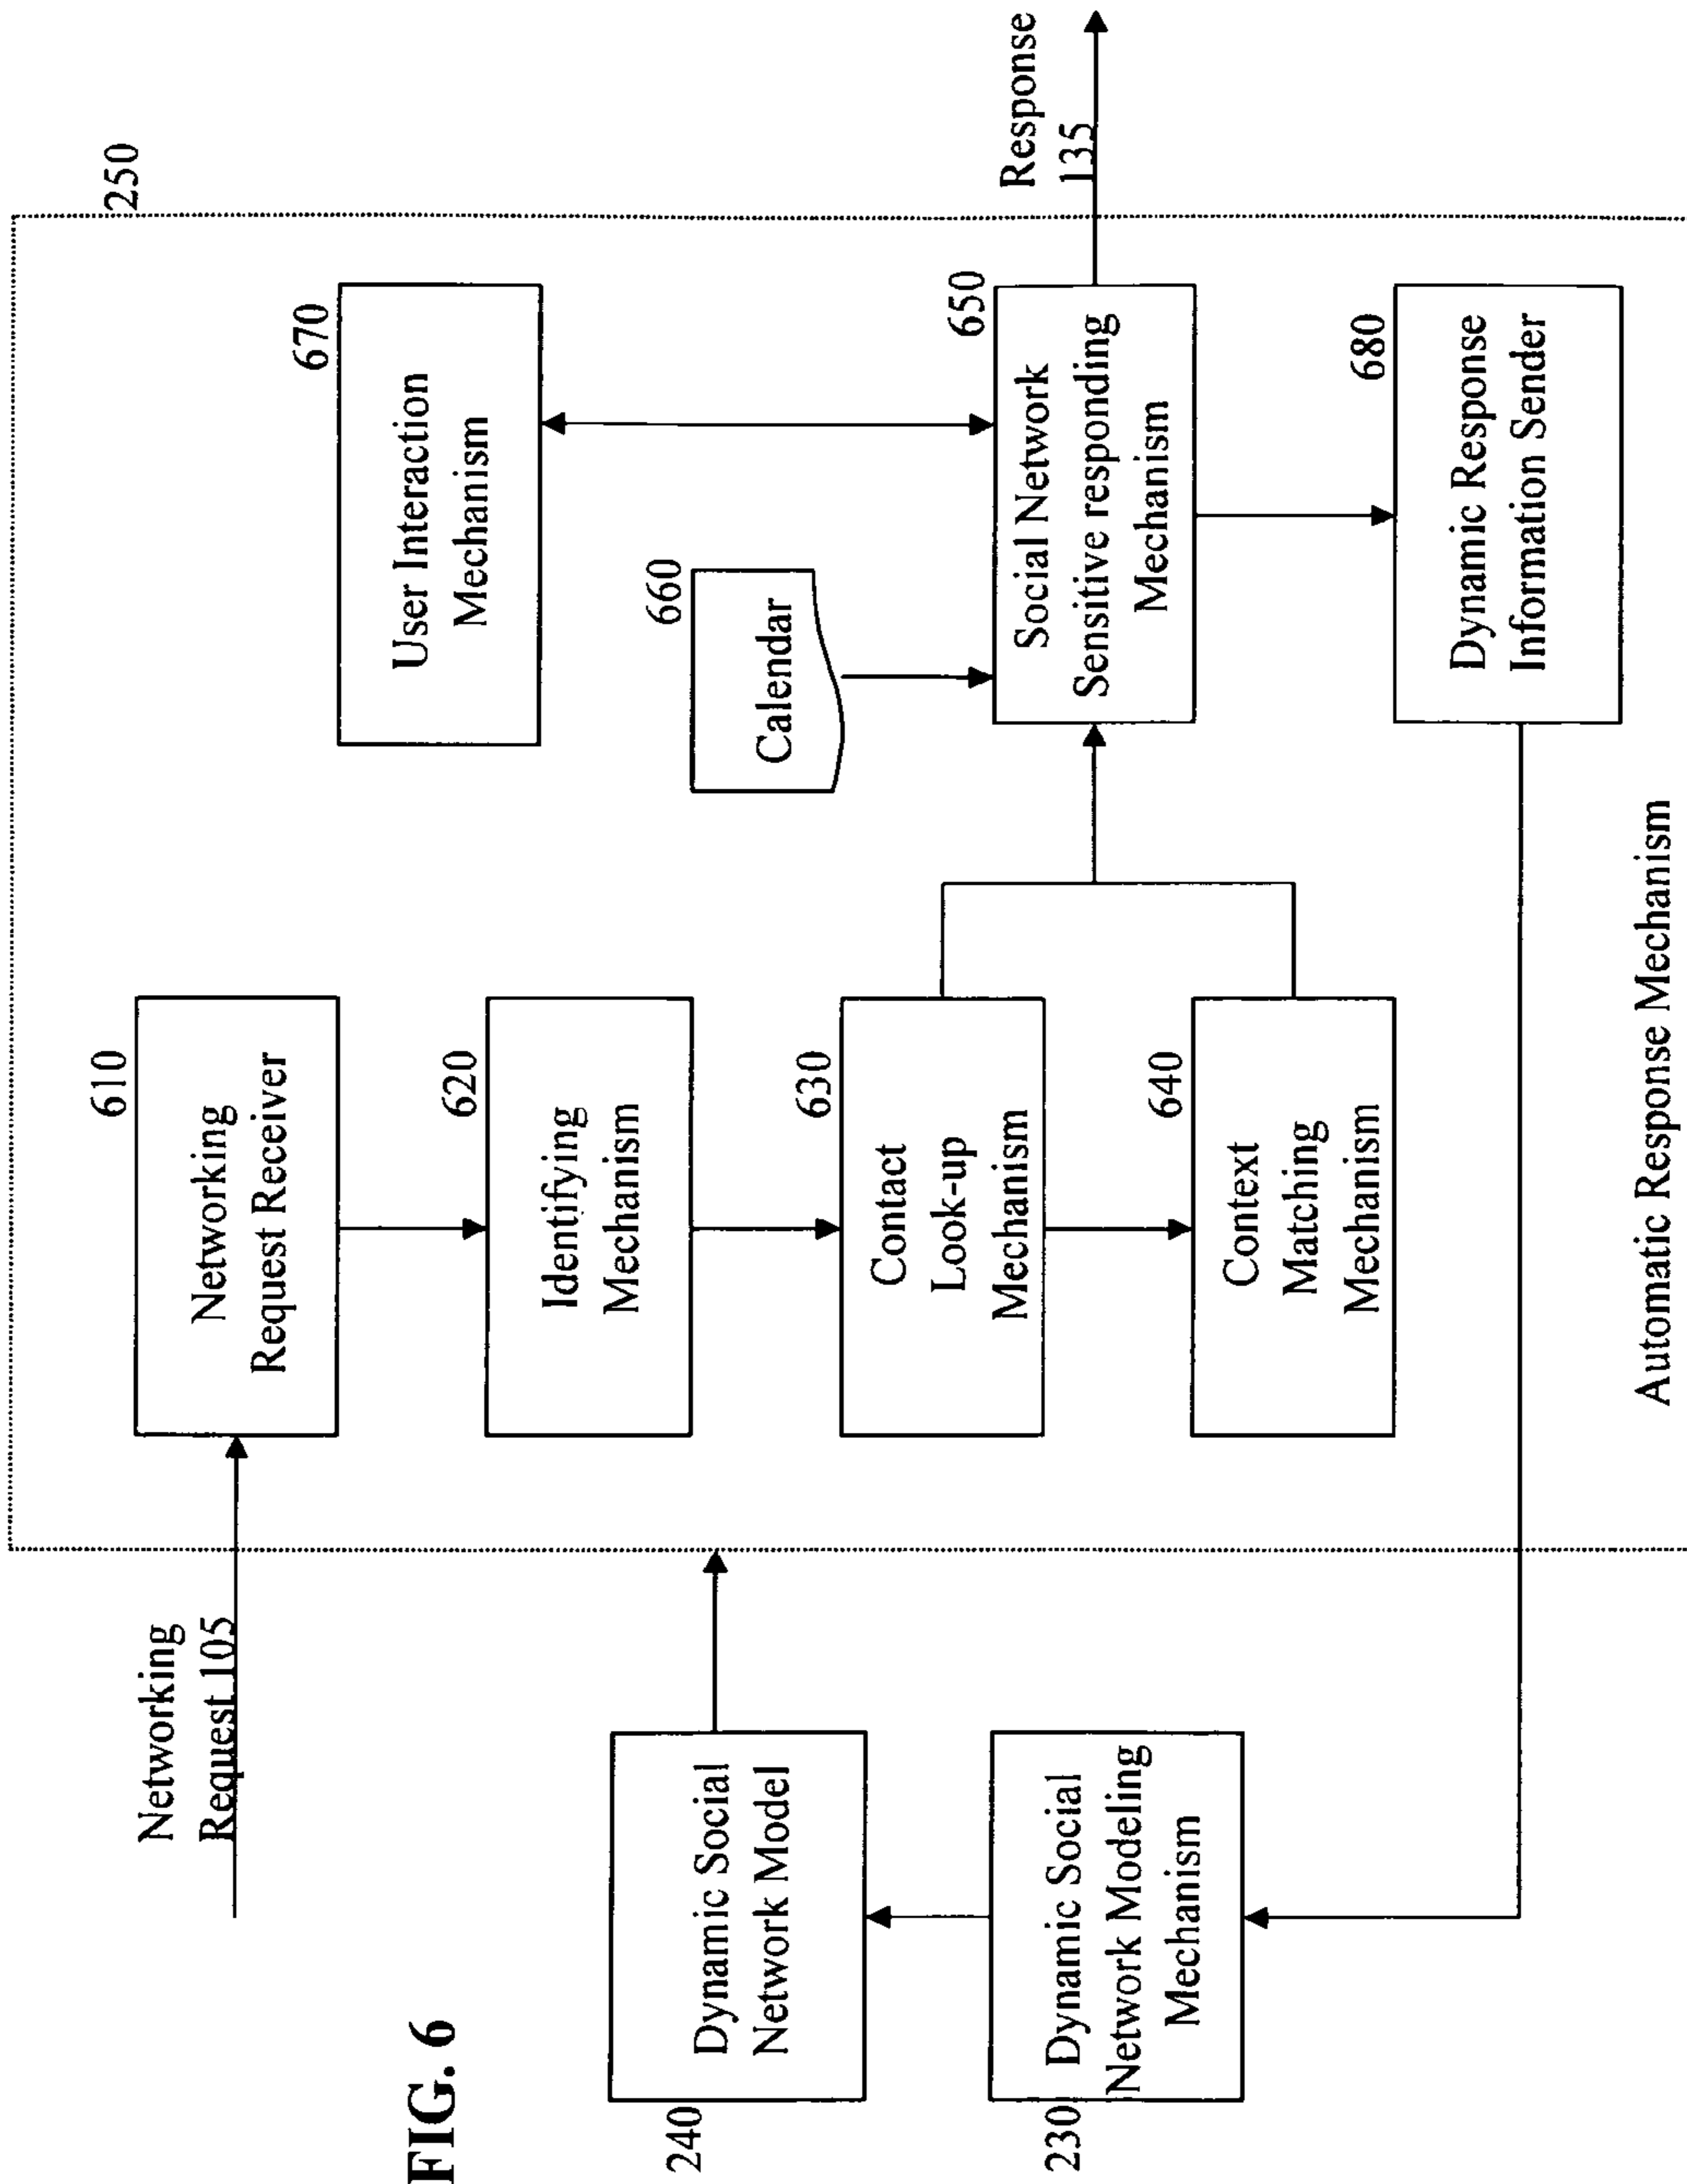 FIG. 6
Networking
Request 105
250
610
Networking
Request Receiver
670
User Interaction
Mechanism
620
Identifying
Mechanism
660
Calendar
240
Dynamic Social
Network Model
630
Contact
Look-up
Mechanism
650
Social Network
Sensitive responding
Mechanism
Response
135
230
Dynamic Social
Network Modeling
Mechanism
640
Context
Matching
Mechanism
680
Dynamic Response
Information Sender
Automatic Response Mechanism